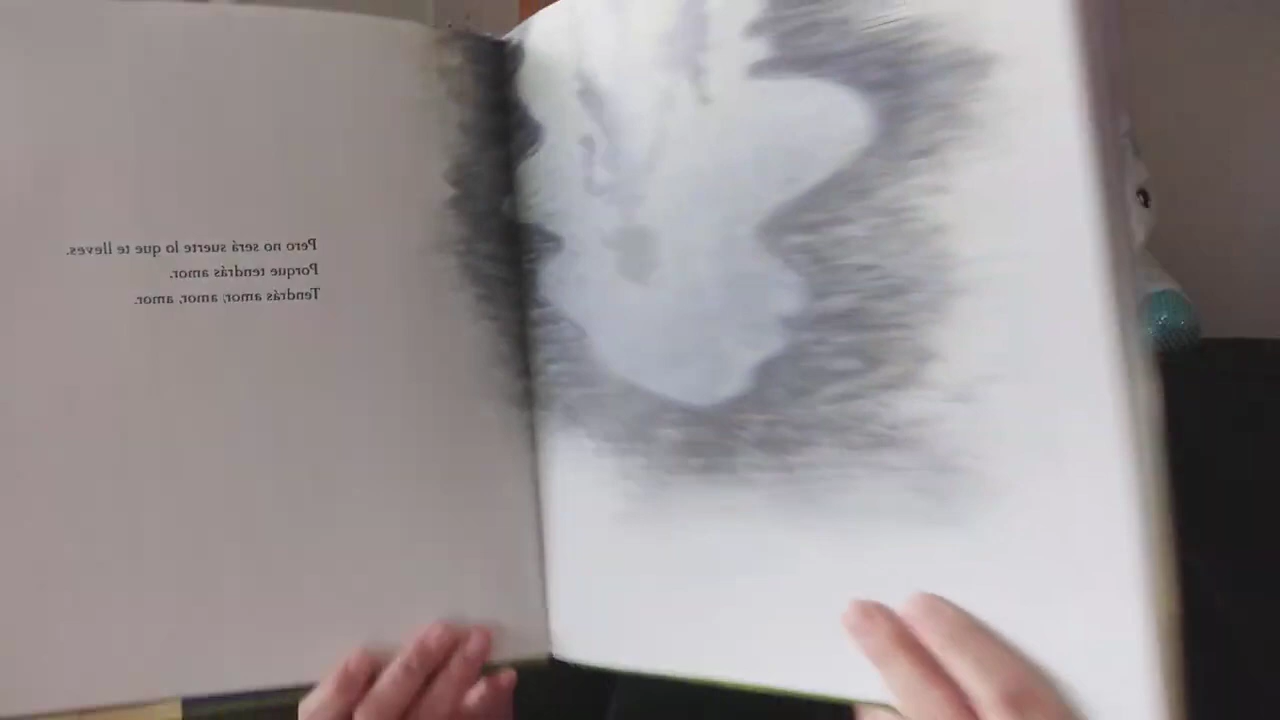 Pero no será suerte lo que te lleves.
Porque tendrás amor.
Tendrás amor, amor, amor.